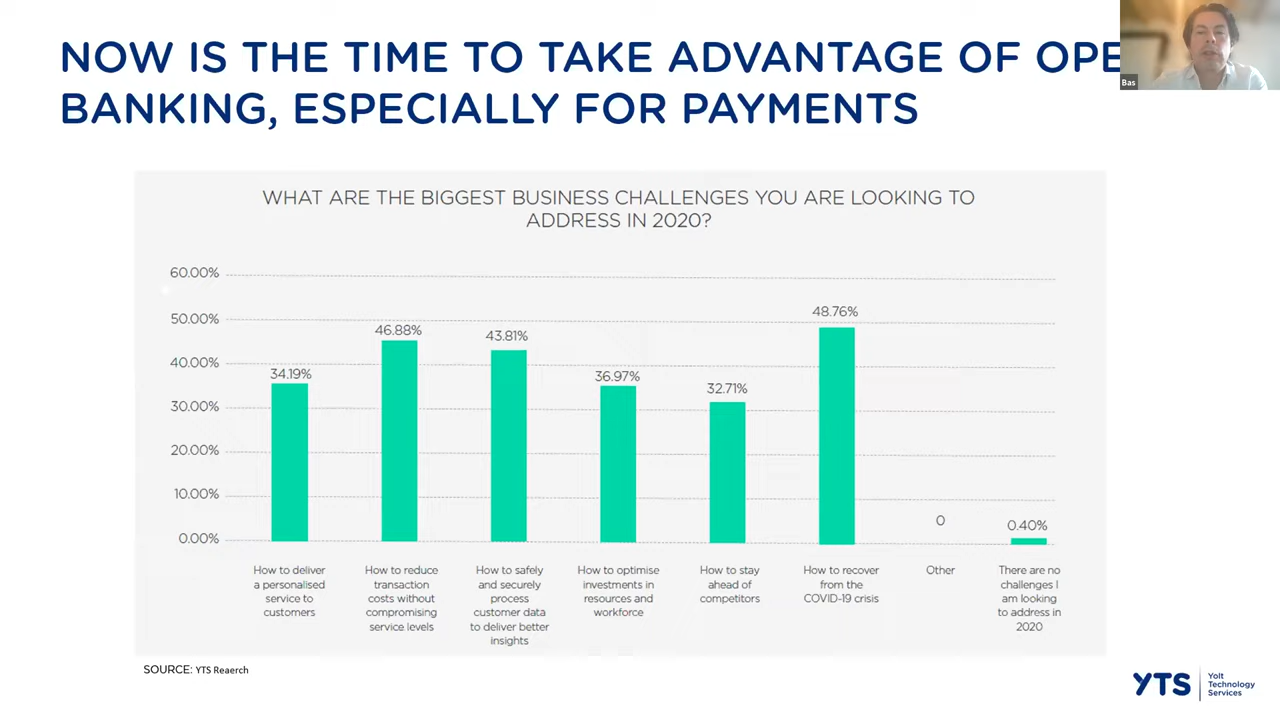 NOW IS THE TIME TO TAKE ADVANTAGE OF OPE
BANKING, ESPECIALLY FOR PAYMENTS
Bas
WHAT ARE THE BIGGEST BUSINESS CHALLENGES YOU ARE LOOKING TO
ADDRESS IN 2020?
60.00%
50.00%
40.00%
30.00%
20.00%
10.00%
0.00%
34.19%
46.88%
43.81%
36.97%
32.71%
48.76%
0
0.40%
How to deliver
a personalised
service to
customers
How to reduce
transaction
costs without
compromising
service levels
How to safely
and securely
process
customer data
to deliver better
insights
How to optimise
investments in
resources and
workforce
How to stay
ahead of
competitors
How to recover
from the
COVID-19 crisis
Other
There are no
challenges I
am looking
to address in
2020
SOURCE: YTS Reaerch
YTS
Yolt
Technology
Services